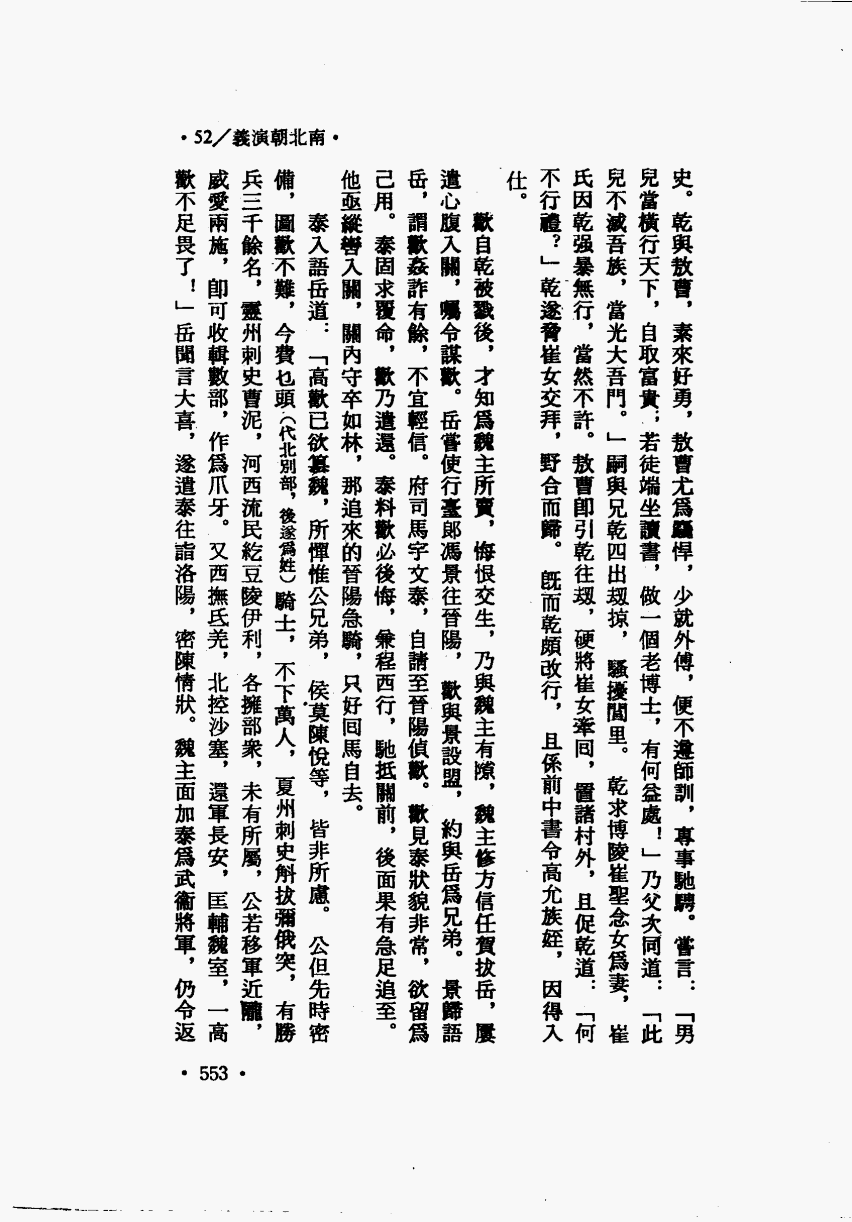 •52／義演朝北南•
史。乾與敖曹，素來好勇，敖曹尤爲驍悍，少就外傅，便不遵師訓，專事馳騁。嘗言：「男
兒當橫行天下，自取富貴；若徒端坐讀書，做一個老博士，有何益處！」乃父次同道：「此
兒不滅吾族，當光大吾門。」嗣與兄乾四出刼掠，騷擾閭里。乾求博陵崔聖念女爲妻，崔
氏因乾强暴無行，當然不許。敖曹卽引乾往刼，硬將崔女牽囘，置諸村外，且促乾道：「何
不行禮？」乾遂脅崔女交拜，野合而歸。旣而乾頗改行，且係前中書令高允族姪，因得入
仕。
歡自乾被戮後，才知爲魏主所賣，悔恨交生，乃與魏主有隙，魏主修方信任賀拔岳，屢
遣心腹入關，囑令謀歡。岳嘗使行臺郎馮景往晉陽，歡與景設盟，約與岳爲兄弟。景歸語
岳，謂歡姦詐有餘，不宜輕信。府司馬宇文泰，自請至晉陽偵歡。歡見泰狀貌非常，欲留爲
己用。泰固求覆命，歡乃遣還。泰料歡必後悔，兼程西行，馳抵關前，後面果有急足追至。
他亟縱轡入關，關內守卒如林，那追來的晉陽急騎，只好囘馬自去。
泰入語岳道：「高歡已欲簒魏，所憚惟公兄弟，侯莫陳悅等，皆非所慮。公但先時密
備，圖歡不難，今費乜頭（代北別部，後遂爲姓）騎士，不下萬人，夏州刺史斛拔彌俄突，有勝
兵三千餘名，靈州刺史曹泥，河西流民紇豆陵伊利，各擁部衆，未有所屬，公若移軍近隴，
威愛兩施，卽可收輯數部，作爲爪牙。又西撫氐羌，北控沙塞，還軍長安，匡輔魏室，一高
歡不足畏了！」岳聞言大喜，遂遣泰往詣洛陽，密陳情狀。魏主面加泰爲武衞將軍，仍令返
•553•